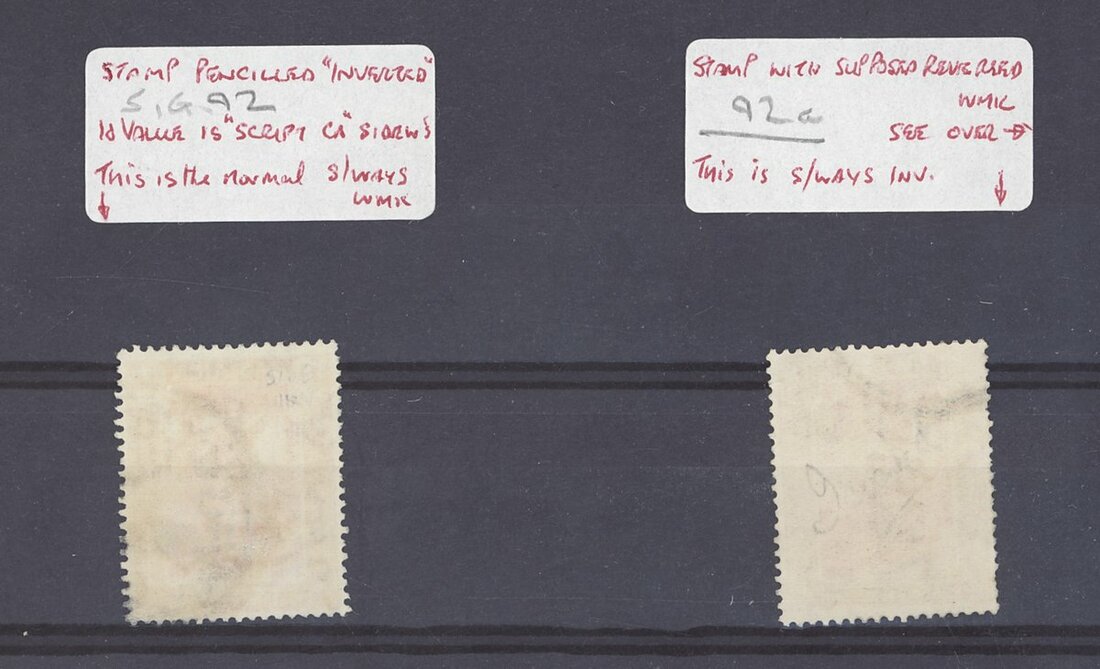 STAMP PENCILLED "INVERTED"
S.G. 92
1d VALUE IS "SCRIPT CA" SIDEW'S
This is the normal S/WAYS
WMK
STAMP WITH SUPPOSED REVERSED
WMK
92a
SEE OVER →
This is S/WAYS INV.